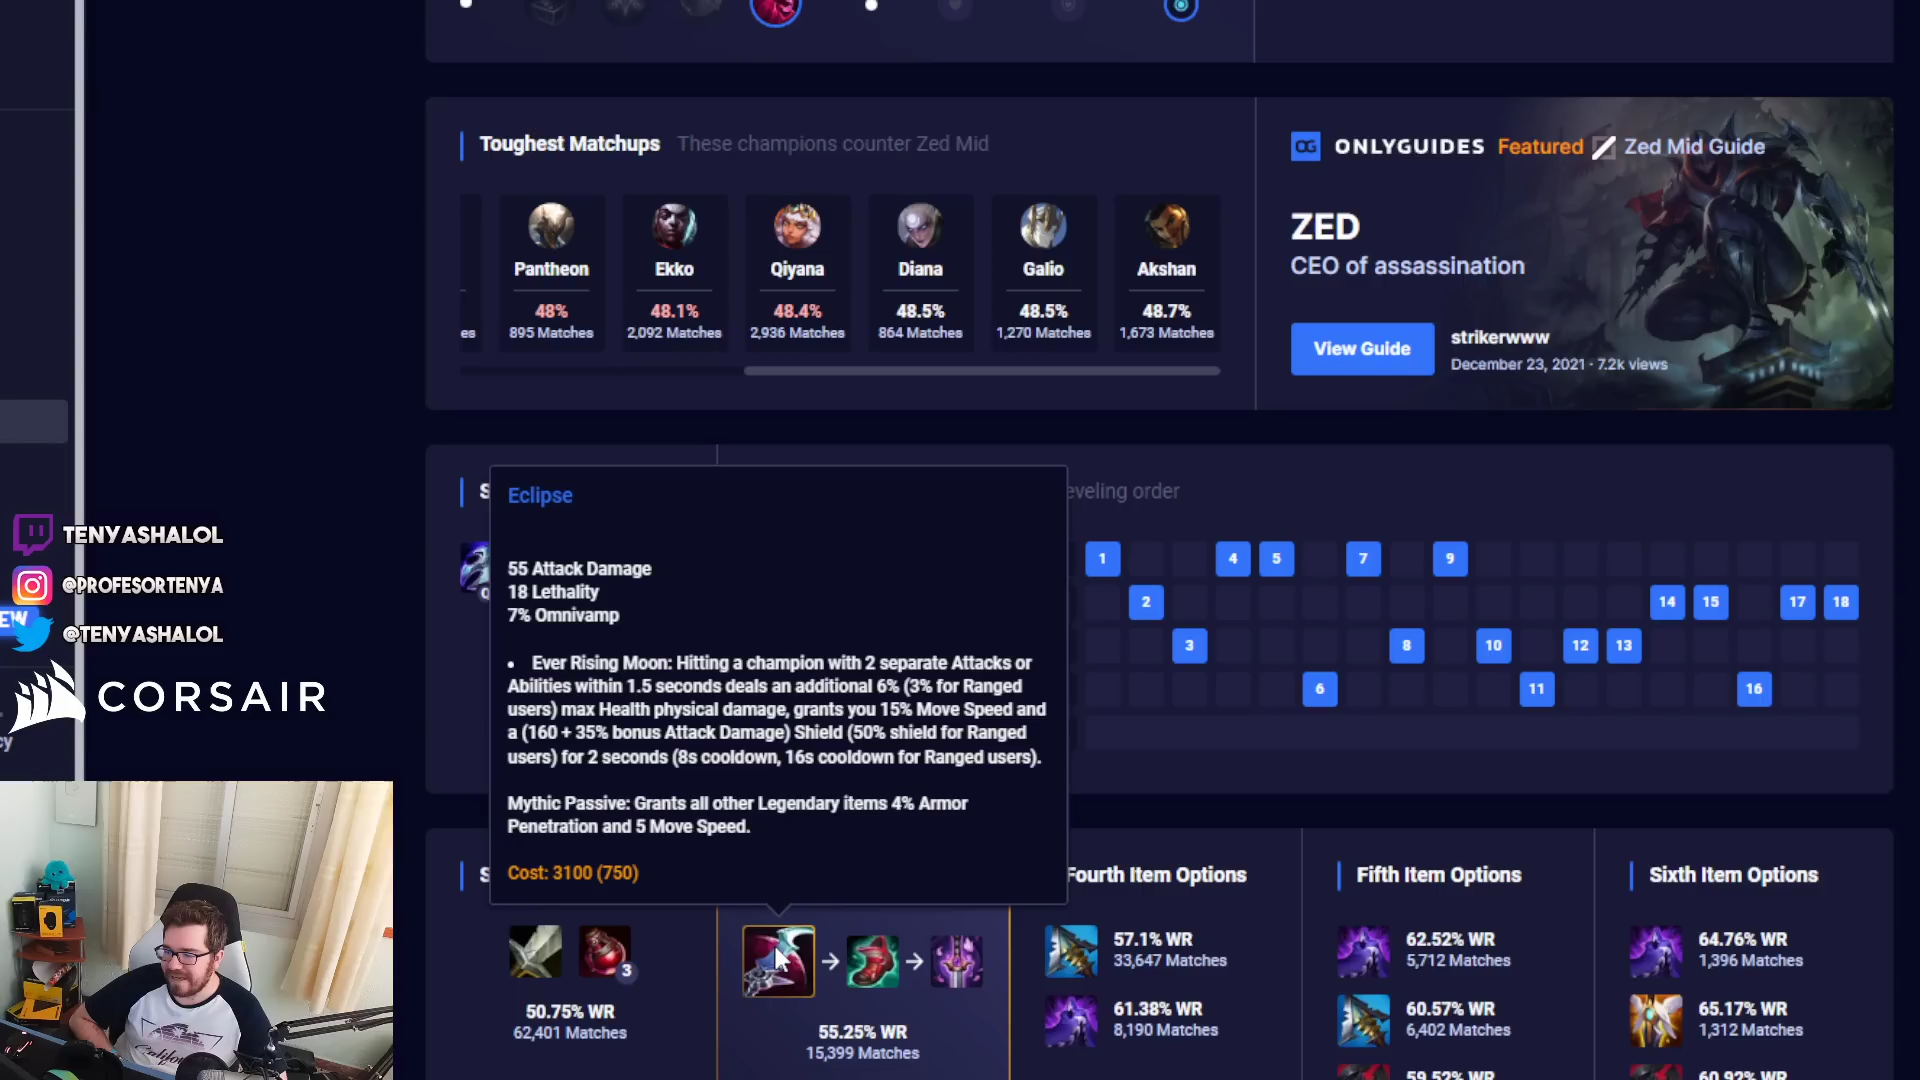 Toughest Matchups These champions counter Zed Mid
es
Pantheon
48%
895 Matches
Ekko
48.1%
2,092 Matches
Qiyana
48.4%
2,936 Matches
Diana
48.5%
864 Matches
Galio
48.5%
1,270 Matches
Akshan
48.7%
1,673 Matches
OG ONLYGUIDES Featured Zed Mid Guide
ZED
CEO of assassination
View Guide
strikerwww
December 23, 2021 · 7.2k views
S
eveling order
Q
1 4 5 7 9
2 14 15 17 18
3 8 10 12 13
6 11 16
Eclipse
55 Attack Damage
18 Lethality
7% Omnivamp
• Ever Rising Moon: Hitting a champion with 2 separate Attacks or
Abilities within 1.5 seconds deals an additional 6% (3% for Ranged
users) max Health physical damage, grants you 15% Move Speed and
a (160 + 35% bonus Attack Damage) Shield (50% shield for Ranged
users) for 2 seconds (8s cooldown, 16s cooldown for Ranged users).
Mythic Passive: Grants all other Legendary items 4% Armor
Penetration and 5 Move Speed.
Cost: 3100 (750)
TENYASHALOL
@PROFESORTENYA
EW
@TENYASHALOL
CORSAIR
cy
S
3
50.75% WR
62,401 Matches
55.25% WR
15,399 Matches
Fourth Item Options
57.1% WR
33,647 Matches
61.38% WR
8,190 Matches
Fifth Item Options
62.52% WR
5,712 Matches
60.57% WR
6,402 Matches
59.52% WR
Sixth Item Options
64.76% WR
1,396 Matches
65.17% WR
1,312 Matches
60.92% WR